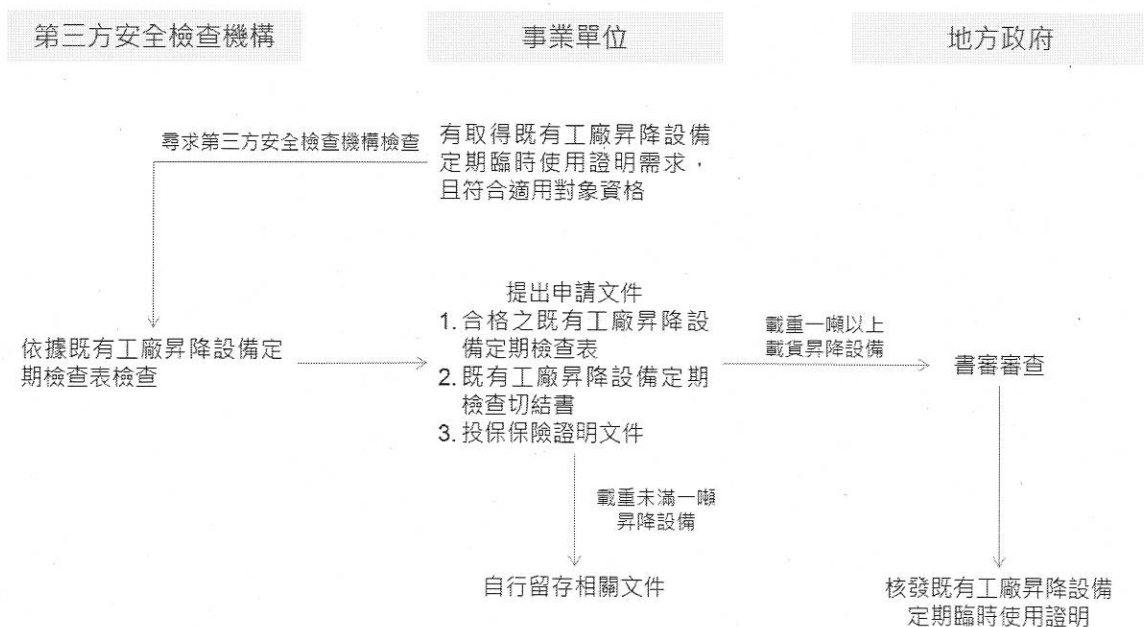 第三方安全檢查機構
事業單位
地方政府
尋求第三方安全檢查機構檢查
有取得既有工廠昇降設備
定期臨時使用證明需求，
且符合適用對象資格
依據既有工廠昇降設備定
期檢查表檢查
提出申請文件
1. 合格之既有工廠昇降設
備定期檢查表
2. 既有工廠昇降設備定期
檢查切結書
3. 投保保險證明文件
載重一噸以上
載貨昇降設備
書審審查
載重未滿一噸
昇降設備
自行留存相關文件
核發既有工廠昇降設備
定期臨時使用證明